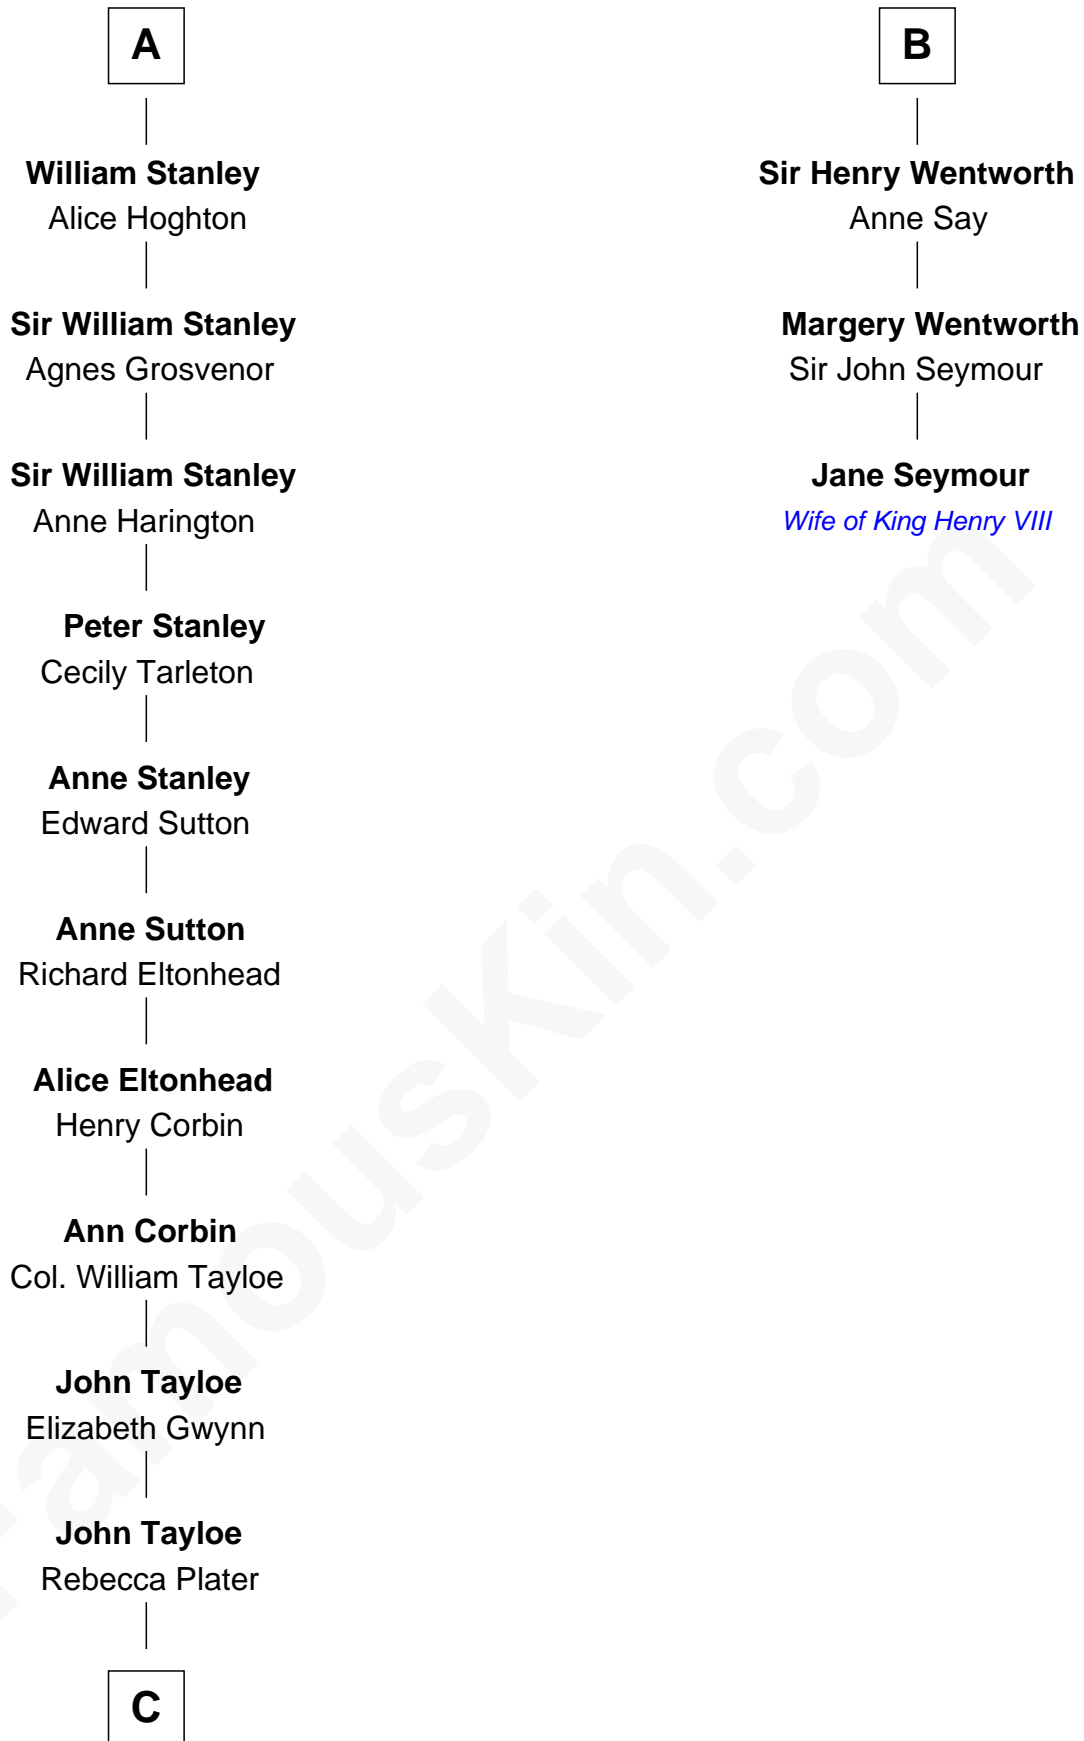 A
William Stanley
Alice Hoghton
Sir William Stanley
Agnes Grosvenor
Sir William Stanley
Anne Harington
Peter Stanley
Cecily Tarleton
Anne Stanley
Edward Sutton
Anne Sutton
Richard Eltonhead
Alice Eltonhead
Henry Corbin
Ann Corbin
Col. William Tayloe
John Tayloe
Elizabeth Gwynn
John Tayloe
Rebecca Plater
C
B
Sir Henry Wentworth
Anne Say
Margery Wentworth
Sir John Seymour
Jane Seymour
Wife of King Henry VIII
FamousKin.com